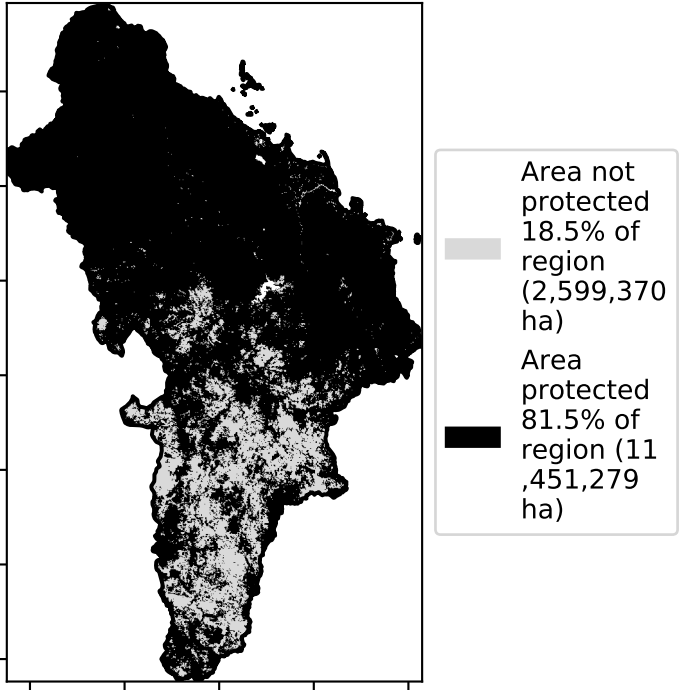 Area not
protected
18.5% of
region
(2,599,370
ha)
Area
protected
81.5% of
region (11
,451,279
ha)